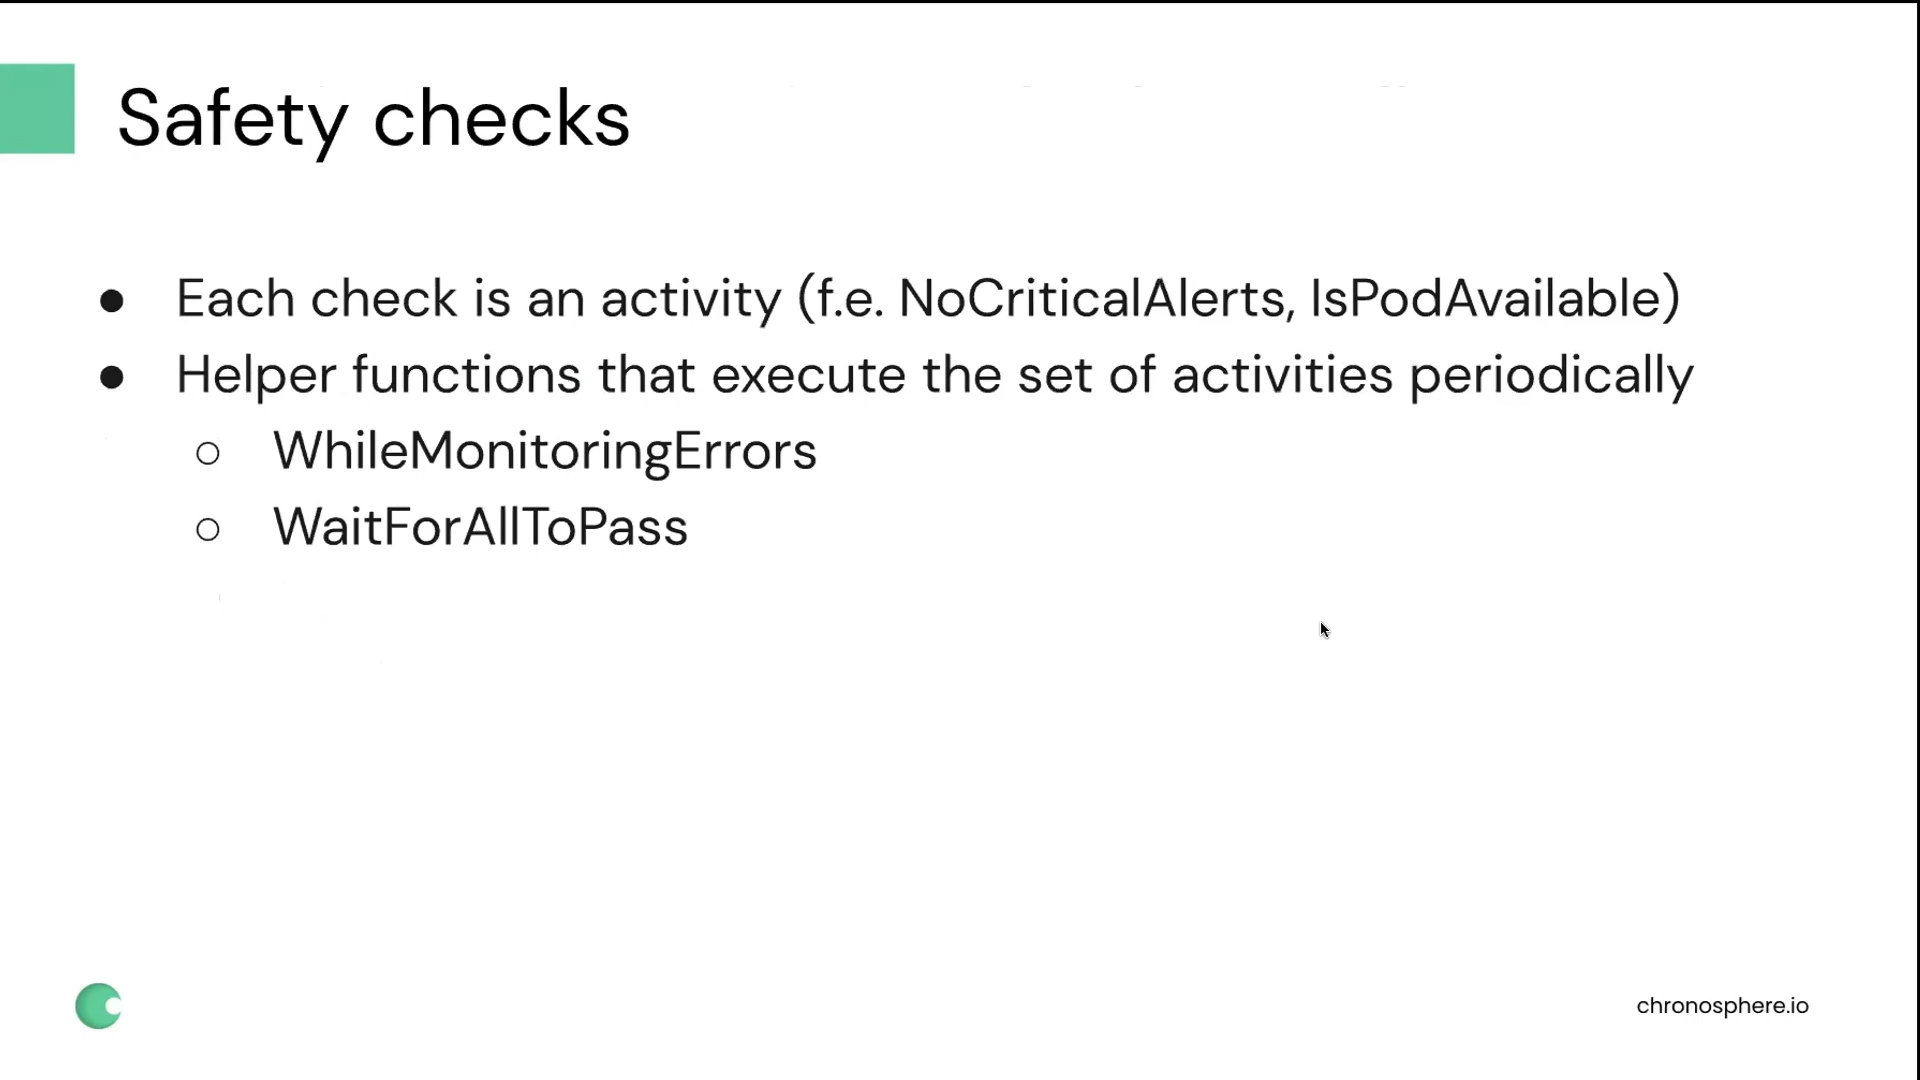 Safety checks
● Each check is an activity (f.e. NoCriticalAlerts, IsPodAvailable)
● Helper functions that execute the set of activities periodically
○ WhileMonitoringErrors
○ WaitForAllToPass
chronosphere.io